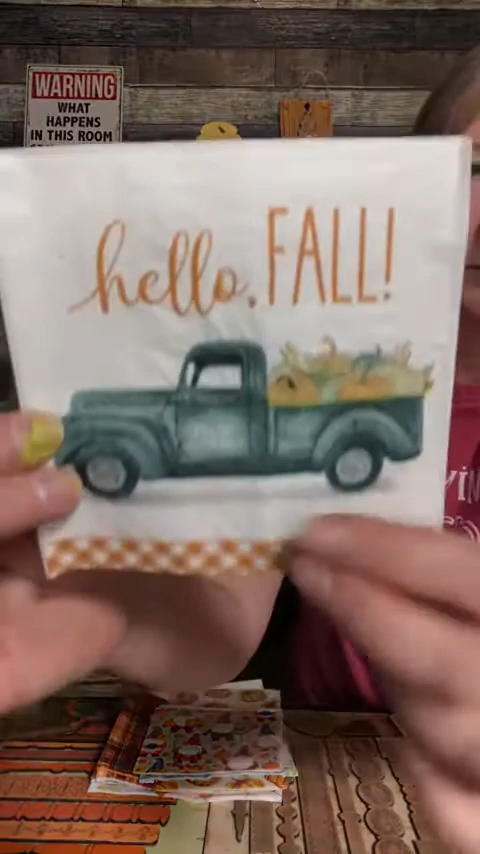 WARNING
WHAT
HAPPENS
IN THIS ROOM
hello, FALL!